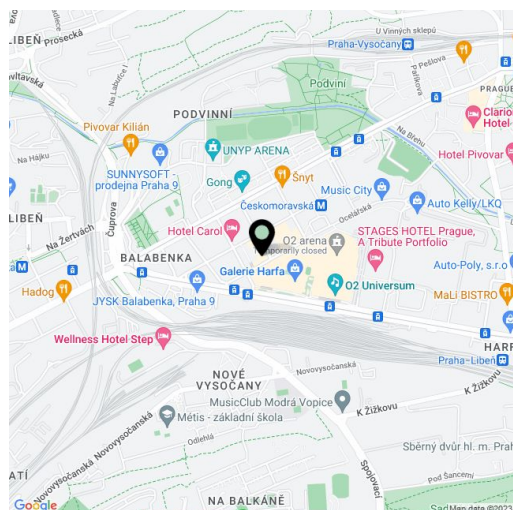 U Vinných sklepů
LIBEŇ
Prosecká
Praha-Vysočany
Pešlova
Paříkova
Na Labuťce I
Podvini
PRAGUE
PODVINNÍ
Clarion
Hotel
Pivovar Kilián
Na Břehu
UNYP ARENA
Na Hájku
SUNNYSOFT
prodejna Praha 9
Šnyt
Hotel Pivovar
Gong
Music City
Čuprova
Auto Kelly/LKQ
Českomoravská
LIBEŇ
Na Žertvách
Hotel Carol
Ocelářská
STAGES HOTEL Prague,
A Tribute Portfolio
O2 arena
Temporarily closed
BALABENKA
Galerie Harfa
Auto-Poly, s.r.o
O2 Universum
Hadog
JYSK Balabenka, Praha 9
MaLi BISTRO
Wellness Hotel Step
HARF
Praha-Libeň
NOVÉ
VYSOČANY
Novovysočanská
MusicClub Modrá Vopice
K Žižkovu
K Žižkovu
Métis - základní škola
Novovysočanská
Odlehlá
Sběrný dvůr hl. m. Prah
Spojovací
Novovysočanská
Pod Šancemi
NA BALKÁNĚ
Google
Map data ©2023